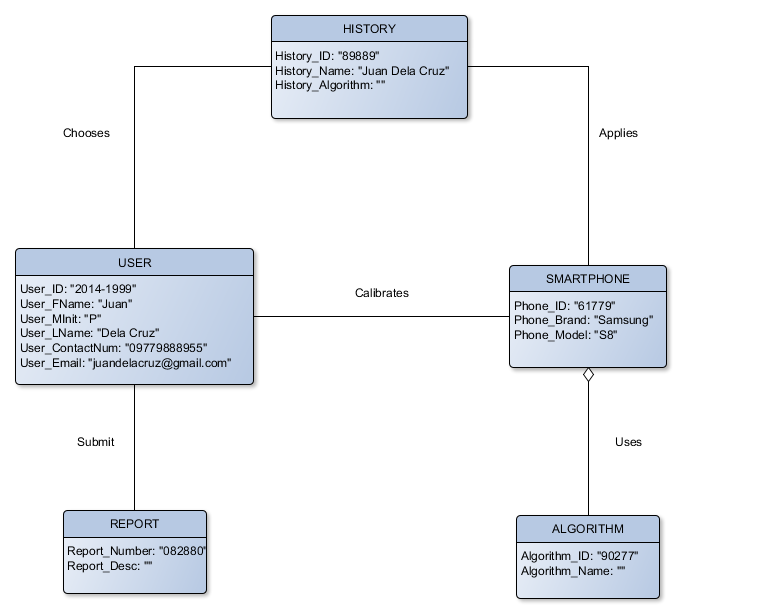 HISTORY
History_ID: "89889"
History_Name: "Juan Dela Cruz"
History_Algorithm: ""
Chooses
Applies
USER
User_ID: "2014-1999"
User_FName: "Juan"
User_MInit: "P"
User_LName: "Dela Cruz"
User_ContactNum: "09779888955"
User_Email: "juandelacruz@gmail.com"
Calibrates
SMARTPHONE
Phone_ID: "61779"
Phone_Brand: "Samsung"
Phone_Model: "S8"
Submit
Uses
REPORT
Report_Number: "082880"
Report_Desc: ""
ALGORITHM
Algorithm_ID: "90277"
Algorithm_Name: ""